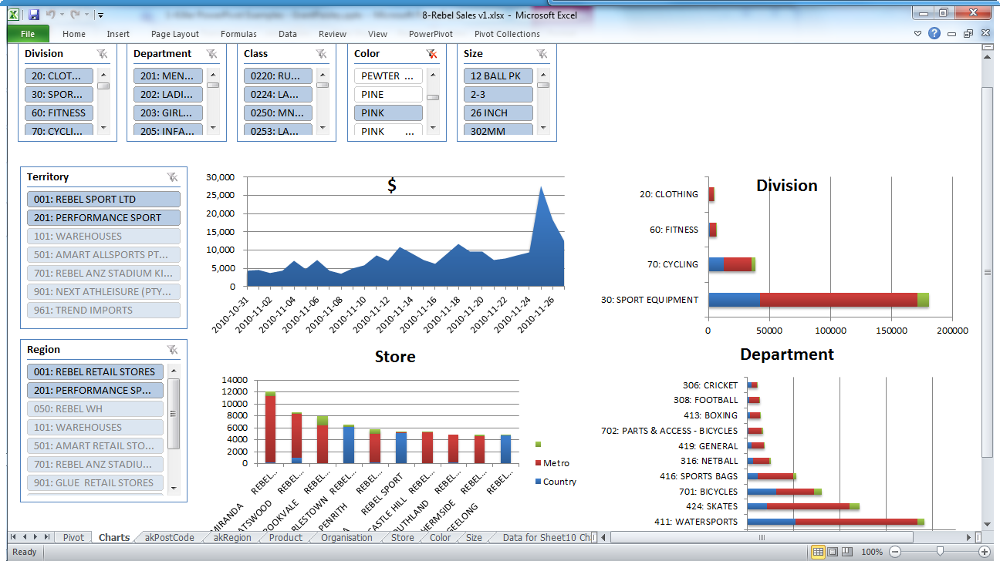 8-Rebel Sales v1.xlsx - Microsoft Excel
File Home Insert Page Layout Formulas Data Review View PowerPivot Pivot Collections
Division
20: CLOT...
30: SPOR...
60: FITNESS
70: CYCLI...
Department
201: MEN...
202: LADI...
203: GIRL...
205: INFA...
Class
0220: RU...
0224: LA...
0250: MN...
0253: LA...
Color
PEWTER ...
PINE
PINK
PINK ...
Size
12 BALL PK
2-3
26 INCH
302MM
Territory
001: REBEL SPORT LTD
201: PERFORMANCE SPORT
101: WAREHOUSES
501: AMART ALLSPORTS PT...
701: REBEL ANZ STADIUM KI...
901: NEXT ATHLEISURE (PTY...
961: TREND IMPORTS
Region
001: REBEL RETAIL STORES
201: PERFORMANCE SP...
050: REBEL WH
101: WAREHOUSES
501: AMART RETAIL STO...
701: REBEL ANZ STADIU...
901: GLUE RETAIL STORES
$
30,000
25,000
20,000
15,000
10,000
5,000
0
2010-10-31
2010-11-02
2010-11-04
2010-11-06
2010-11-08
2010-11-10
2010-11-12
2010-11-14
2010-11-16
2010-11-18
2010-11-20
2010-11-22
2010-11-24
2010-11-26
Division
20: CLOTHING
60: FITNESS
70: CYCLING
30: SPORT EQUIPMENT
0 50000 100000 150000 200000
Store
14000
12000
10000
8000
6000
4000
2000
0
REBEL...
REBEL...
REBEL...
REBEL...
REBEL...
REBEL SPORT
REBEL...
REBEL...
REBEL...
REBEL...
MIRANDA
PENRITH
CASTLE HILL
GEELONG
Metro
Country
Department
306: CRICKET
308: FOOTBALL
413: BOXING
702: PARTS & ACCESS - BICYCLES
419: GENERAL
316: NETBALL
416: SPORTS BAGS
701: BICYCLES
424: SKATES
411: WATERSPORTS
Pivot Charts akPostCode akRegion Product Organisation Store Color Size Data for Sheet10 Ch
Ready 100%